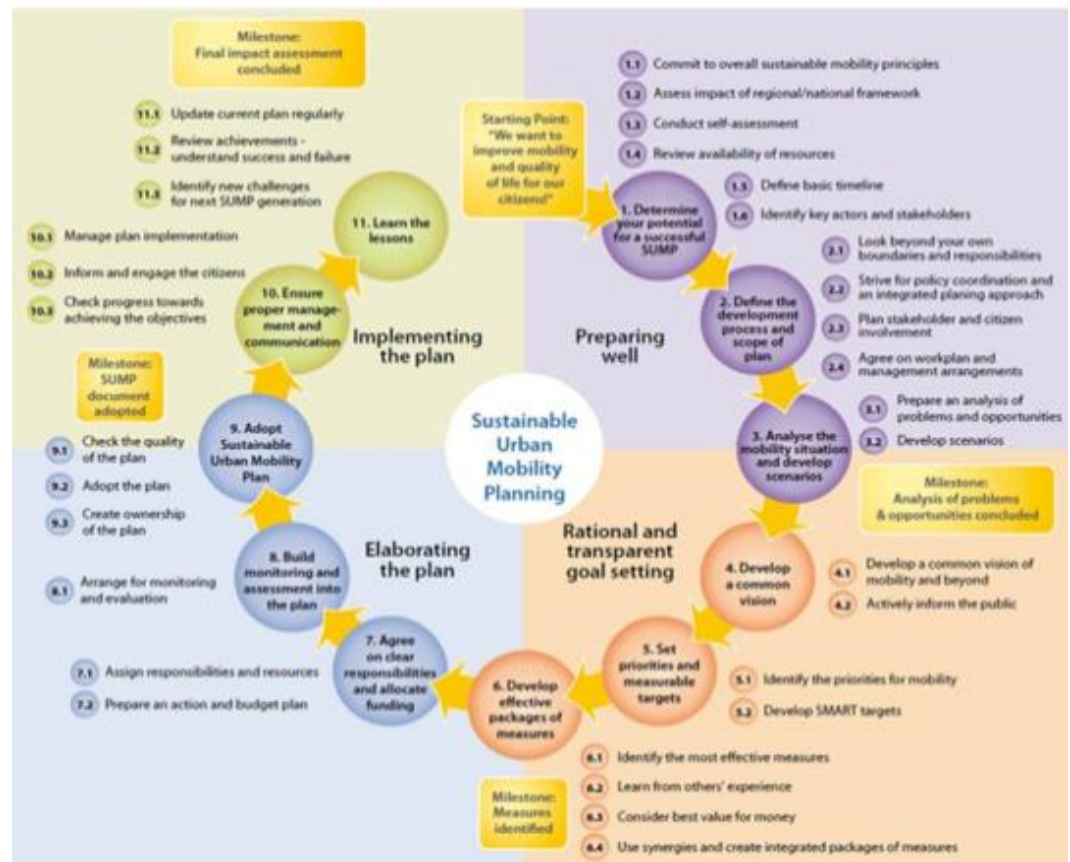 Milestone:
Final impact assessment
concluded
11.1 Update current plan regularly
11.2 Review achievements -
understand success and failure
11.3 Identify new challenges
for next SUMP generation
11. Learn the
lessons
10.1 Manage plan implementation
10.2 Inform and engage the citizens
10.3 Check progress towards
achieving the objectives
10. Ensure
proper manage-
ment and
communication
Implementing
the plan
Starting Point:
"We want to
improve mobility
and quality
of life for our
citizens!"
1.1 Commit to overall sustainable mobility principles
1.2 Assess impact of regional/national framework
1.3 Conduct self-assessment
1.4 Review availability of resources
1.5 Define basic timeline
1.6 Identify key actors and stakeholders
1. Determine
your potential
for a successful
SUMP
2.1 Look beyond your own
boundaries and responsibilities
2.2 Strive for policy coordination and
an integrated planing approach
2.3 Plan stakeholder and citizen
involvement
2.4 Agree on workplan and
management arrangements
2. Define the
development
process and
scope of
plan
Preparing
well
3.1 Prepare an analysis of
problems and opportunities
3.2 Develop scenarios
3. Analyse the
mobility situation
and develop
scenarios
Milestone:
Analysis of problems
& opportunities concluded
Sustainable
Urban
Mobility
Planning
Rational and
transparent
goal setting
4. Develop
a common
vision
4.1 Develop a common vision of
mobility and beyond
4.2 Actively inform the public
5. Set
priorities and
measurable
targets
5.1 Identify the priorities for mobility
5.2 Develop SMART targets
6. Develop
effective
packages of
measures
6.1 Identify the most effective measures
6.2 Learn from others' experience
6.3 Consider best value for money
6.4 Use synergies and create integrated packages of measures
Milestone:
Measures
identified
Elaborating
the plan
7. Agree
on clear
responsibilities
and allocate
funding
7.1 Assign responsibilities and resources
7.2 Prepare an action and budget plan
8. Build
monitoring and
assessment into
the plan
8.1 Arrange for monitoring
and evaluation
9. Adopt
Sustainable
Urban Mobility
Plan
9.1 Check the quality
of the plan
9.2 Adopt the plan
9.3 Create ownership
of the plan
Milestone:
SUMP
document
adopted